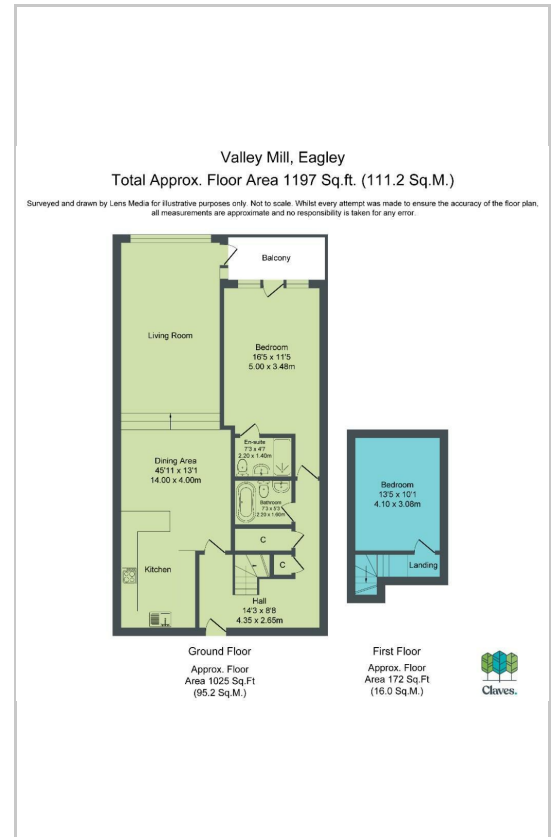 Valley Mill, Eagley
Total Approx. Floor Area 1197 Sq.ft. (111.2 Sq.M.)
Surveyed and drawn by Lens Media for illustrative purposes only. Not to scale. Whilst every attempt was made to ensure the accuracy of the floor plan,
all measurements are approximate and no responsibility is taken for any error.
Balcony
Living Room
Bedroom
16'5 x 11'5
5.00 x 3.48m
En-suite
7'3 x 4'7
2.20 x 1.40m
Dining Area
45'11 x 13'1
14.00 x 4.00m
Bathroom
7'3 x 5'3
2.20 x 1.60m
C
C
Kitchen
Hall
14'3 x 8'8
4.35 x 2.65m
Bedroom
13'5 x 10'1
4.10 x 3.08m
Landing
Ground Floor
Approx. Floor
Area 1025 Sq.Ft
(95.2 Sq.M.)
First Floor
Approx. Floor
Area 172 Sq.Ft
(16.0 Sq.M.)
Claves.